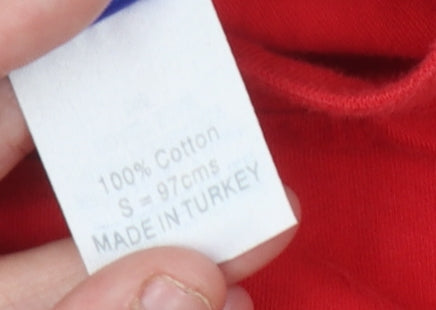 100% Cotton
S = 97cms
MADE IN TURKEY